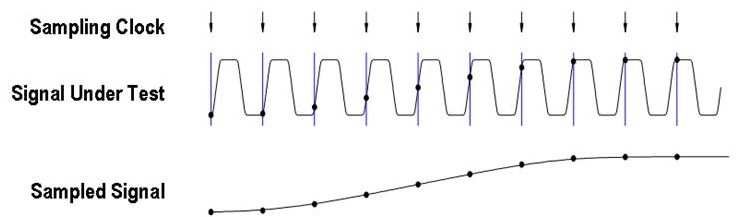 Sampling Clock
Signal Under Test
Sampled Signal